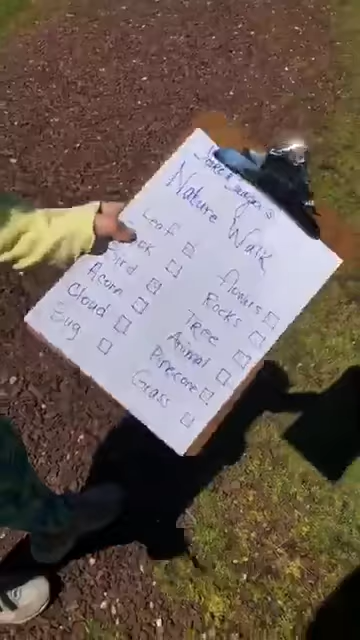 Nature Walk
Leaf
Bird
Acorn
Cloud
Bug
flowers
Rocks
Tree
Animal
Pinecone
Grass